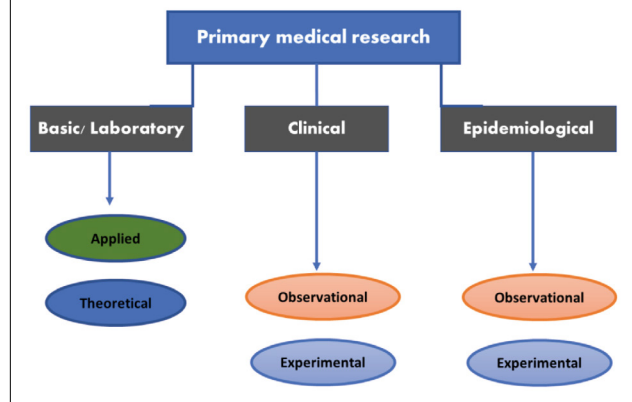 Primary medical research
Basic/ Laboratory
Clinical
Epidemiological
Applied
Theoretical
Observational
Observational
Experimental
Experimental